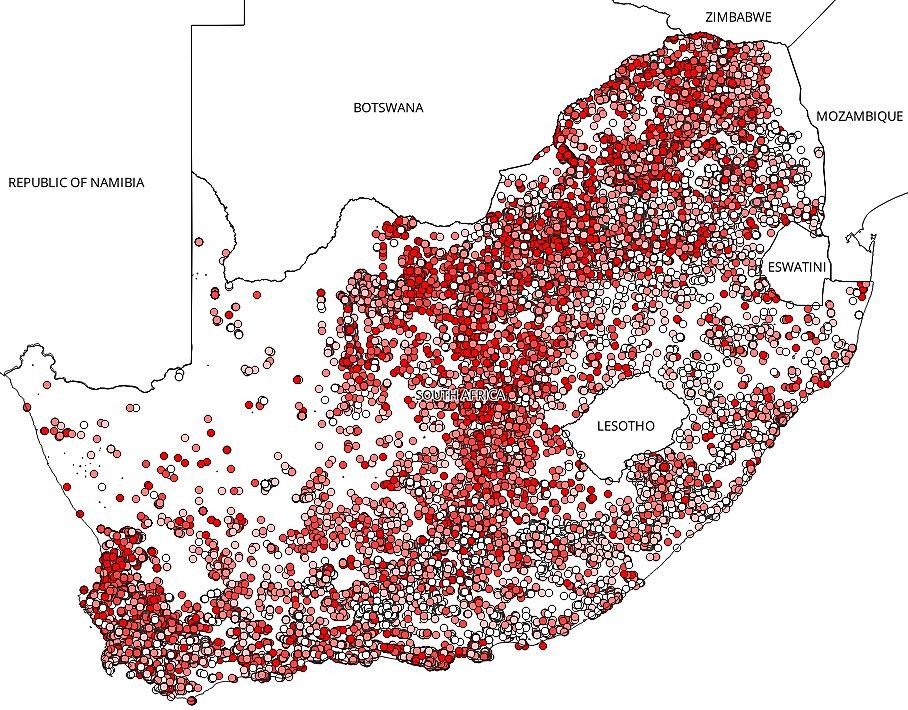 ZIMBABWE
BOTSWANA
MOZAMBIQUE
REPUBLIC OF NAMIBIA
ESWATINI
SOUTH AFRICA
LESOTHO